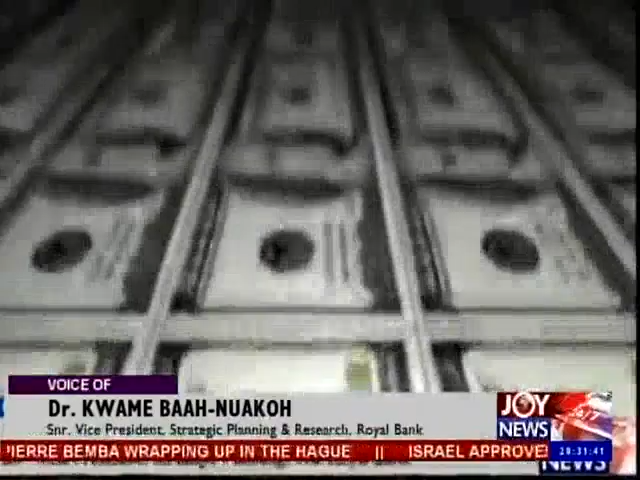 VOICE OF
Dr. KWAME BAAH-NUAKOH
Snr. Vice President, Strategic Planning & Research, Royal Bank
JOY
NEWS
'IERRE BEMBA WRAPPING UP IN THE HAGUE || ISRAEL APPROVE
20:31:41
NEWS